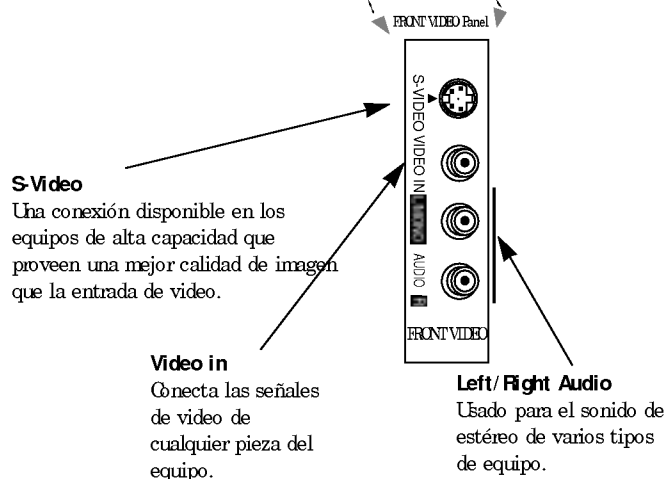 FRONT VIDEO Panel
S-VIDEO VIDEO IN
AUDIO R
FRONT VIDEO
S-Video
Una conexión disponible en los
equipos de alta capacidad que
proveen una mejor calidad de imagen
que la entrada de video.
Video in
Conecta las señales
de video de
cualquier pieza del
equipo.
Left/Right Audio
Usado para el sonido de
estéreo de varios tipos
de equipo.